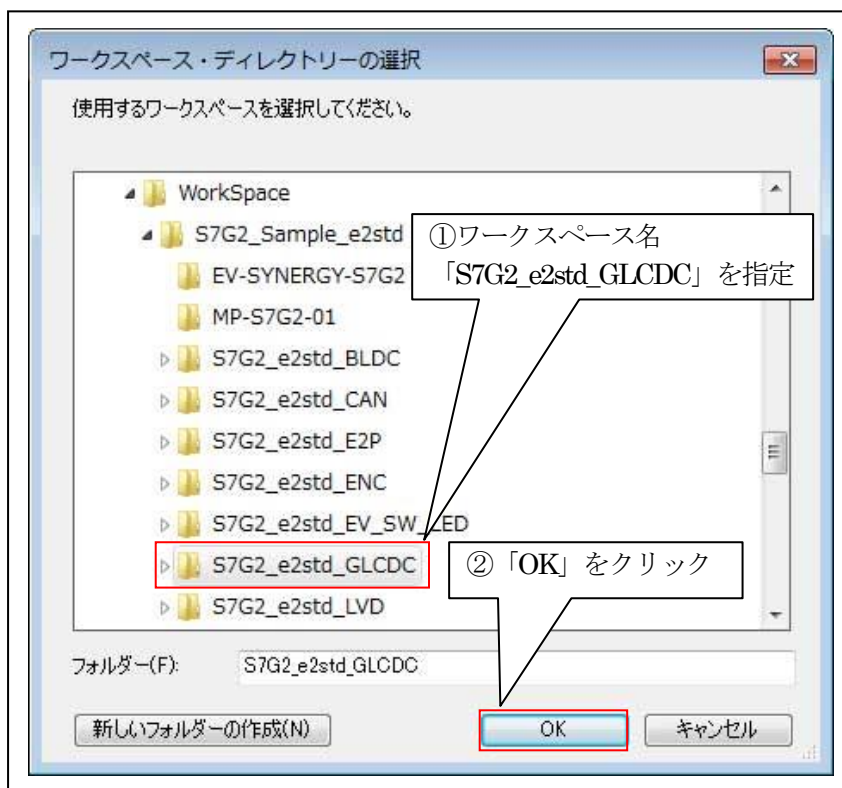 ワークスペース・ディレクトリーの選択
使用するワークスペースを選択してください。
WorkSpace
S7G2_Sample_e2std
①ワークスペース名
「S7G2_e2std_GLCDC」を指定
EV-SYNERGY-S7G2
MP-S7G2-01
S7G2_e2std_BLDC
S7G2_e2std_CAN
S7G2_e2std_E2P
S7G2_e2std_ENC
S7G2_e2std_EV_SW_LED
S7G2_e2std_GLCDC
②「OK」をクリック
S7G2_e2std_LVD
フォルダー(F): S7G2_e2std_GLCDC
新しいフォルダーの作成(N) OK キャンセル